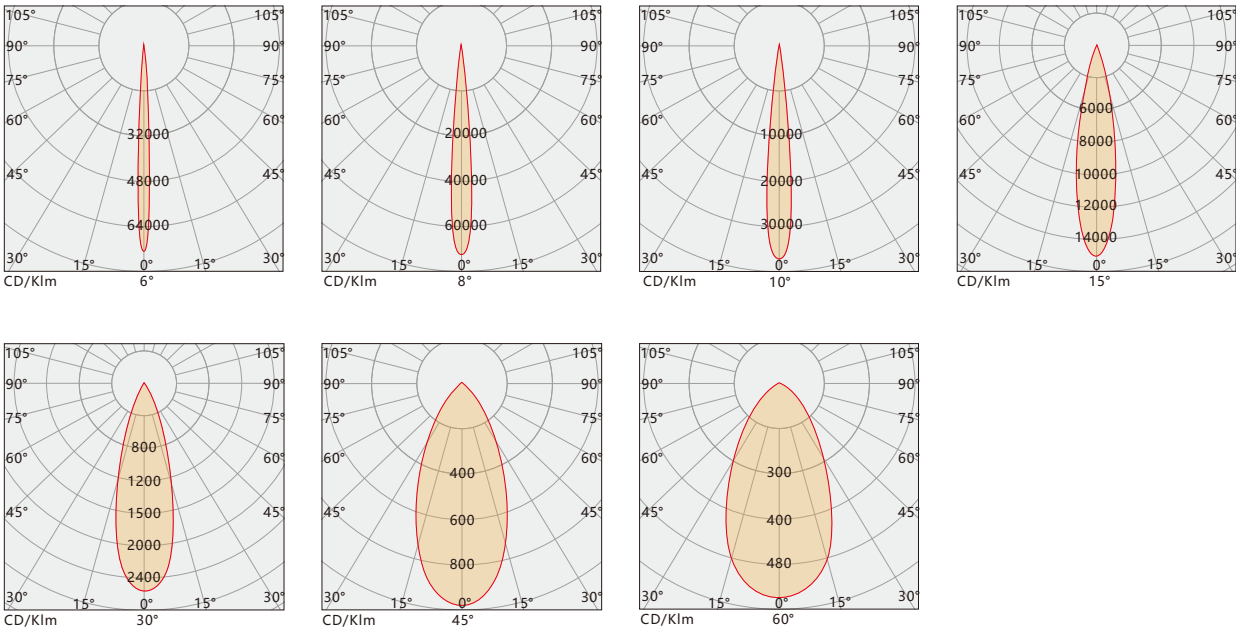 105° 105° 105° 105° 105° 105° 105° 105°
90° 90° 90° 90° 90° 90° 90° 90°
75° 75° 75° 75° 75° 75° 75° 75°
6000
60° 60° 60° 60° 60° 60° 60° 60°
32000 20000 10000
8000
45° 45° 45° 45° 45° 45° 45° 45°
10000
48000 40000 20000
12000
64000 60000 30000
14000
30° 30° 30° 30° 30° 30° 30° 30°
15° 0° 15° 15° 0° 15° 15° 0° 15° 15° 0° 15°
CD/Klm 6° CD/Klm 8° CD/Klm 10° CD/Klm 15°
105° 105° 105° 105° 105° 105°
90° 90° 90° 90° 90° 90°
75° 75° 75° 75° 75° 75°
800
60° 60° 60° 60° 60° 60°
400 300
1200
45° 45° 45° 45° 45° 45°
1500
600 400
2000
800 480
2400
30° 30° 30° 30° 30° 30°
15° 0° 15° 15° 0° 15° 15° 0° 15°
CD/Klm 30° CD/Klm 45° CD/Klm 60°